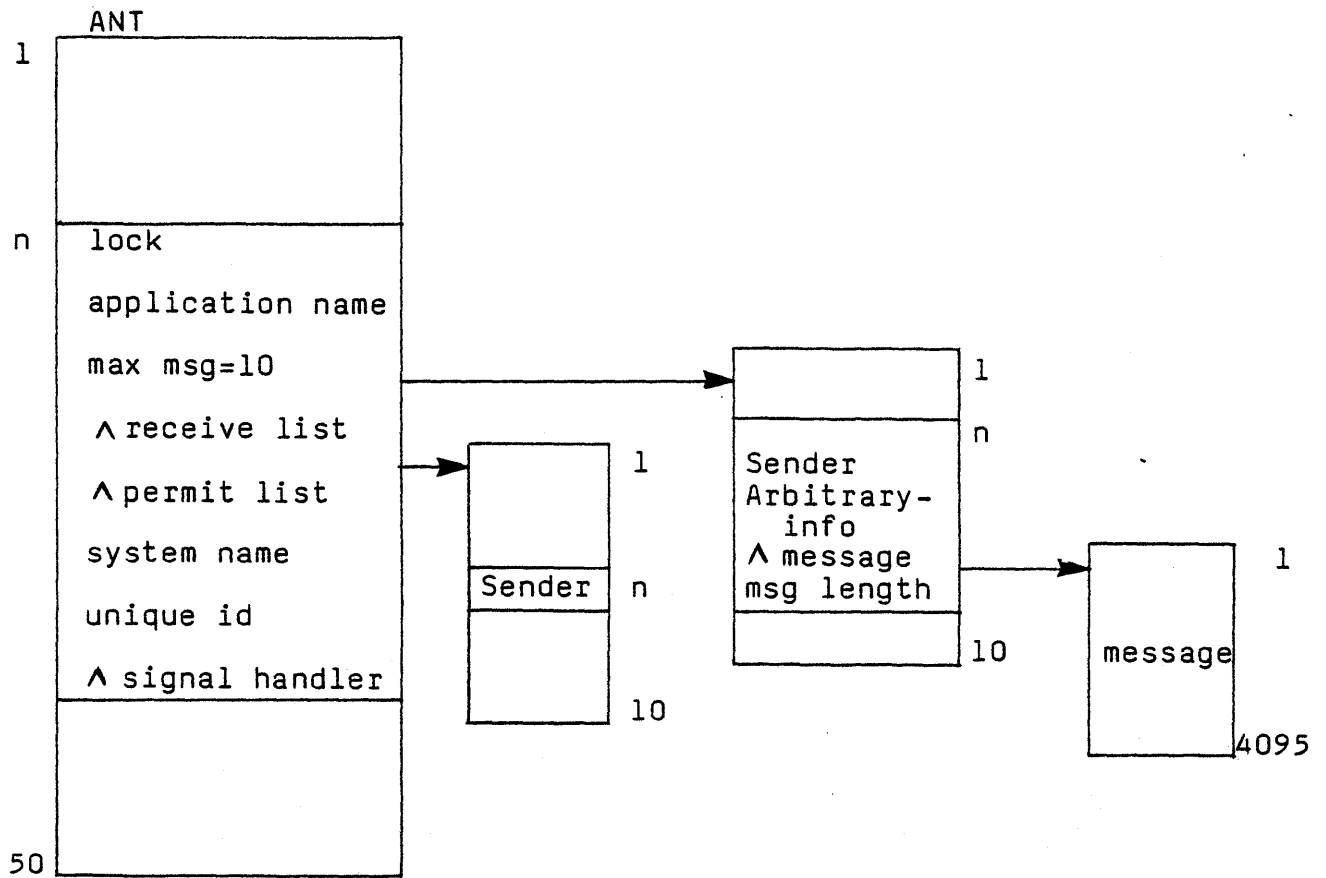 ANT
1
n
lock
application name
max msg=10
^ receive list
^ permit list
system name
unique id
^ signal handler
50
1
Sender
n
10
1
n
Sender
Arbitrary-
info
^ message
msg length
10
1
message
4095